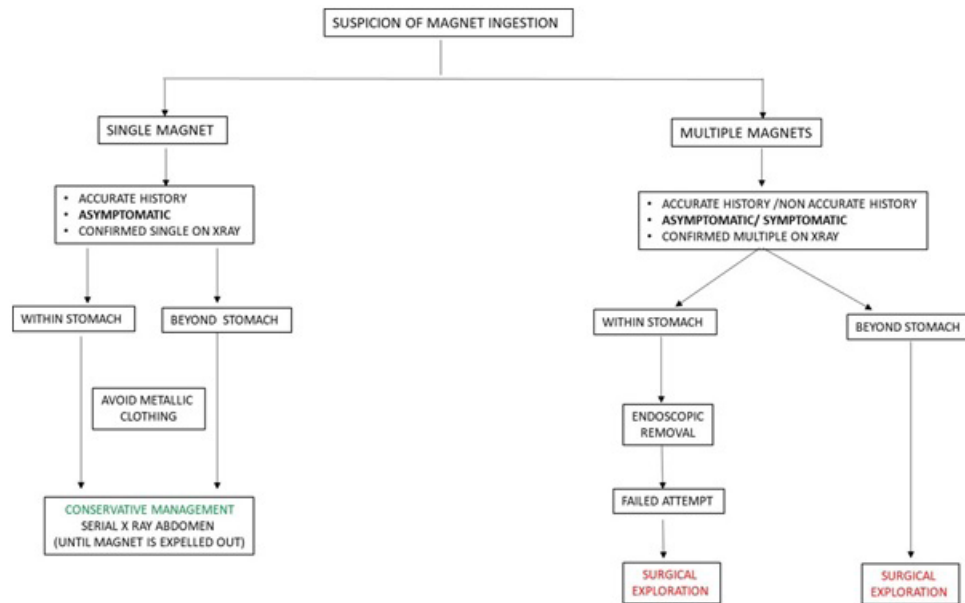 SUSPICION OF MAGNET INGESTION
SINGLE MAGNET
MULTIPLE MAGNETS
• ACCURATE HISTORY
• ASYMPTOMATIC
• CONFIRMED SINGLE ON XRAY
• ACCURATE HISTORY /NON ACCURATE HISTORY
• ASYMPTOMATIC/ SYMPTOMATIC
• CONFIRMED MULTIPLE ON XRAY
WITHIN STOMACH
BEYOND STOMACH
WITHIN STOMACH
BEYOND STOMACH
AVOID METALLIC
CLOTHING
ENDOSCOPIC
REMOVAL
FAILED ATTEMPT
CONSERVATIVE MANAGEMENT
SERIAL X RAY ABDOMEN
(UNTIL MAGNET IS EXPELLED OUT)
SURGICAL
EXPLORATION
SURGICAL
EXPLORATION